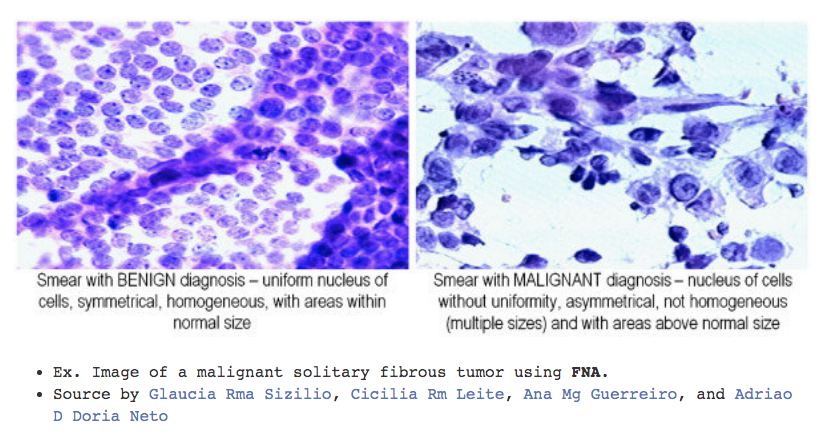 Smear with BENIGN diagnosis – uniform nucleus of
cells, symmetrical, homogeneous, with areas within
normal size
Smear with MALIGNANT diagnosis – nucleus of cells
without uniformity, asymmetrical, not homogeneous
(multiple sizes) and with areas above normal size
• Ex. Image of a malignant solitary fibrous tumor using FNA.
• Source by Glaucia Rma Sizilio, Cicilia Rm Leite, Ana Mg Guerreiro, and Adriao
D Doria Neto